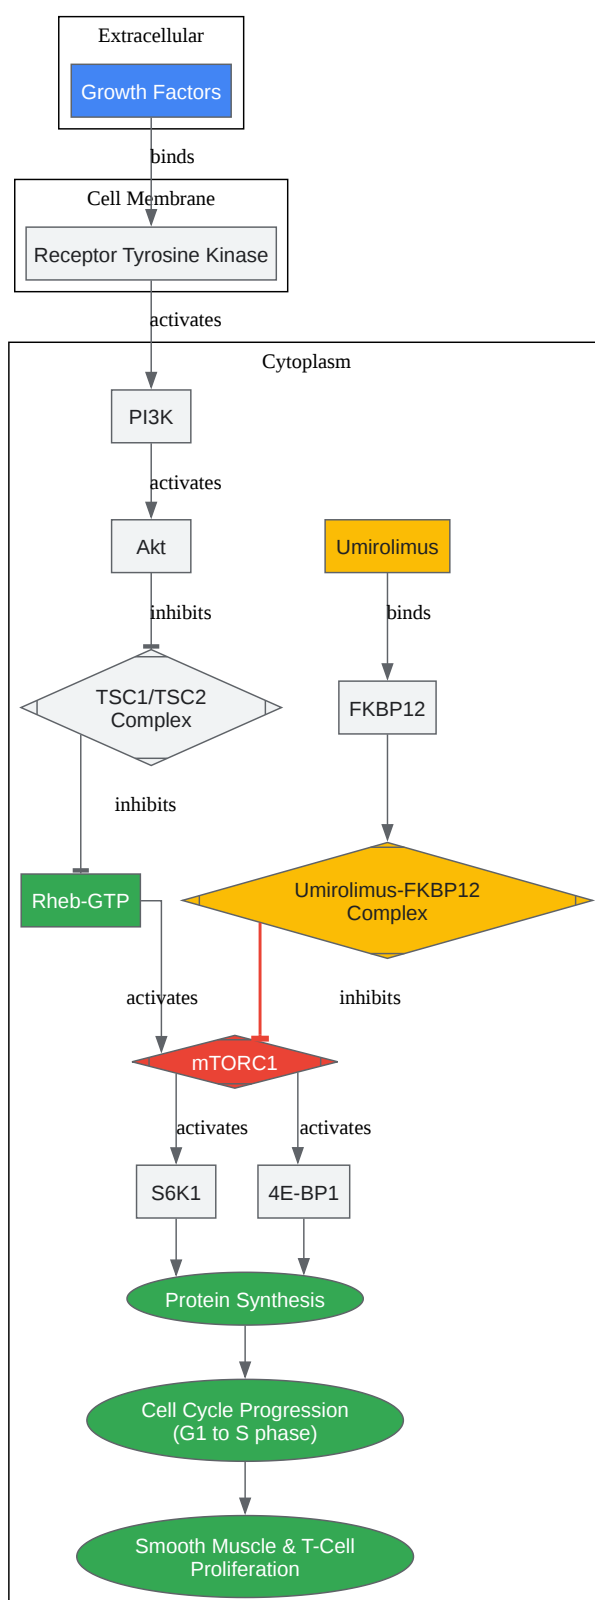 Extracellular
Growth Factors
binds
Cell Membrane
Receptor Tyrosine Kinase
activates
Cytoplasm
PI3K
activates
Akt
Umirolimus
inhibits
binds
TSC1/TSC2
Complex
FKBP12
inhibits
Rheb-GTP
Umirolimus-FKBP12
Complex
activates
inhibits
mTORC1
activates
activates
S6K1
4E-BP1
Protein Synthesis
Cell Cycle Progression
(G1 to S phase)
Smooth Muscle & T-Cell
Proliferation